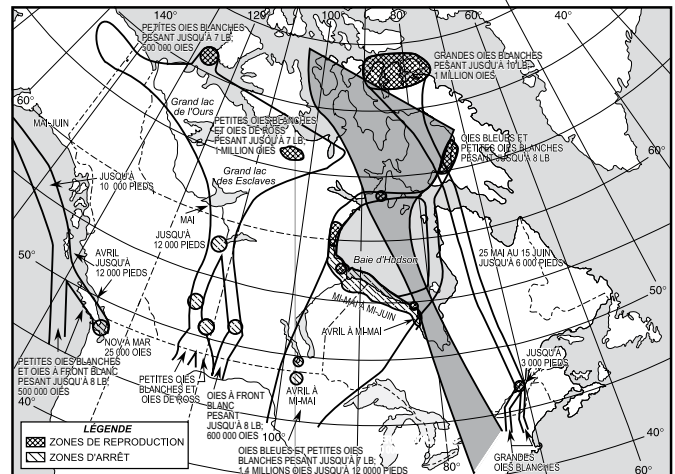 140°
120°
100°
80°
60°
40°
PETITES OIES BLANCHES
PESANT JUSQU'À 7 LB;
500 000 OIES
GRANDES OIES BLANCHES
PESANT JUSQU'À 10 LB;
1 MILLION OIES
Grand lac
de l'Ours
60°
MAI-JUIN
PETITES OIES BLANCHES
ET OIES DE ROSS
PESANT JUSQU'À 7 LB;
1 MILLION OIES
OIES BLEUES ET
PETITES OIES BLANCHES
PESANT JUSQU'À 8 LB
60°
Grand lac
des Esclaves
JUSQU'À
10 000 PIEDS
MAI
JUSQU'À
12 000 PIEDS
50°
AVRIL
JUSQU'À
12 000 PIEDS
Baie d'Hudson
25 MAI AU 15 JUIN
JUSQU'À 6 000 PIEDS
50°
MI-MAI À MI-JUIN
AVRIL À MI-MAI
NOV À MAR
25 000 OIES
JUSQU'À
3 000 PIEDS
PETITES OIES BLANCHES
ET OIES À FRONT BLANC
PESANT JUSQU'À 8 LB;
500 000 OIES
PETITES OIES
BLANCHES ET
OIES DE ROSS
OIES À FRONT
BLANC
PESANT
JUSQU'À 8 LB;
600 000 OIES
AVRIL À
MI-MAI
40°
40°
100°
LÉGENDE
ZONES DE REPRODUCTION
ZONES D'ARRÊT
OIES BLEUES ET PETITES OIES
BLANCHES PESANT JUSQU'À 7 LB;
1.4 MILLIONS OIES JUSQU'À 12 0000 PIEDS
80°
GRANDES
OIES BLANCHES
60°